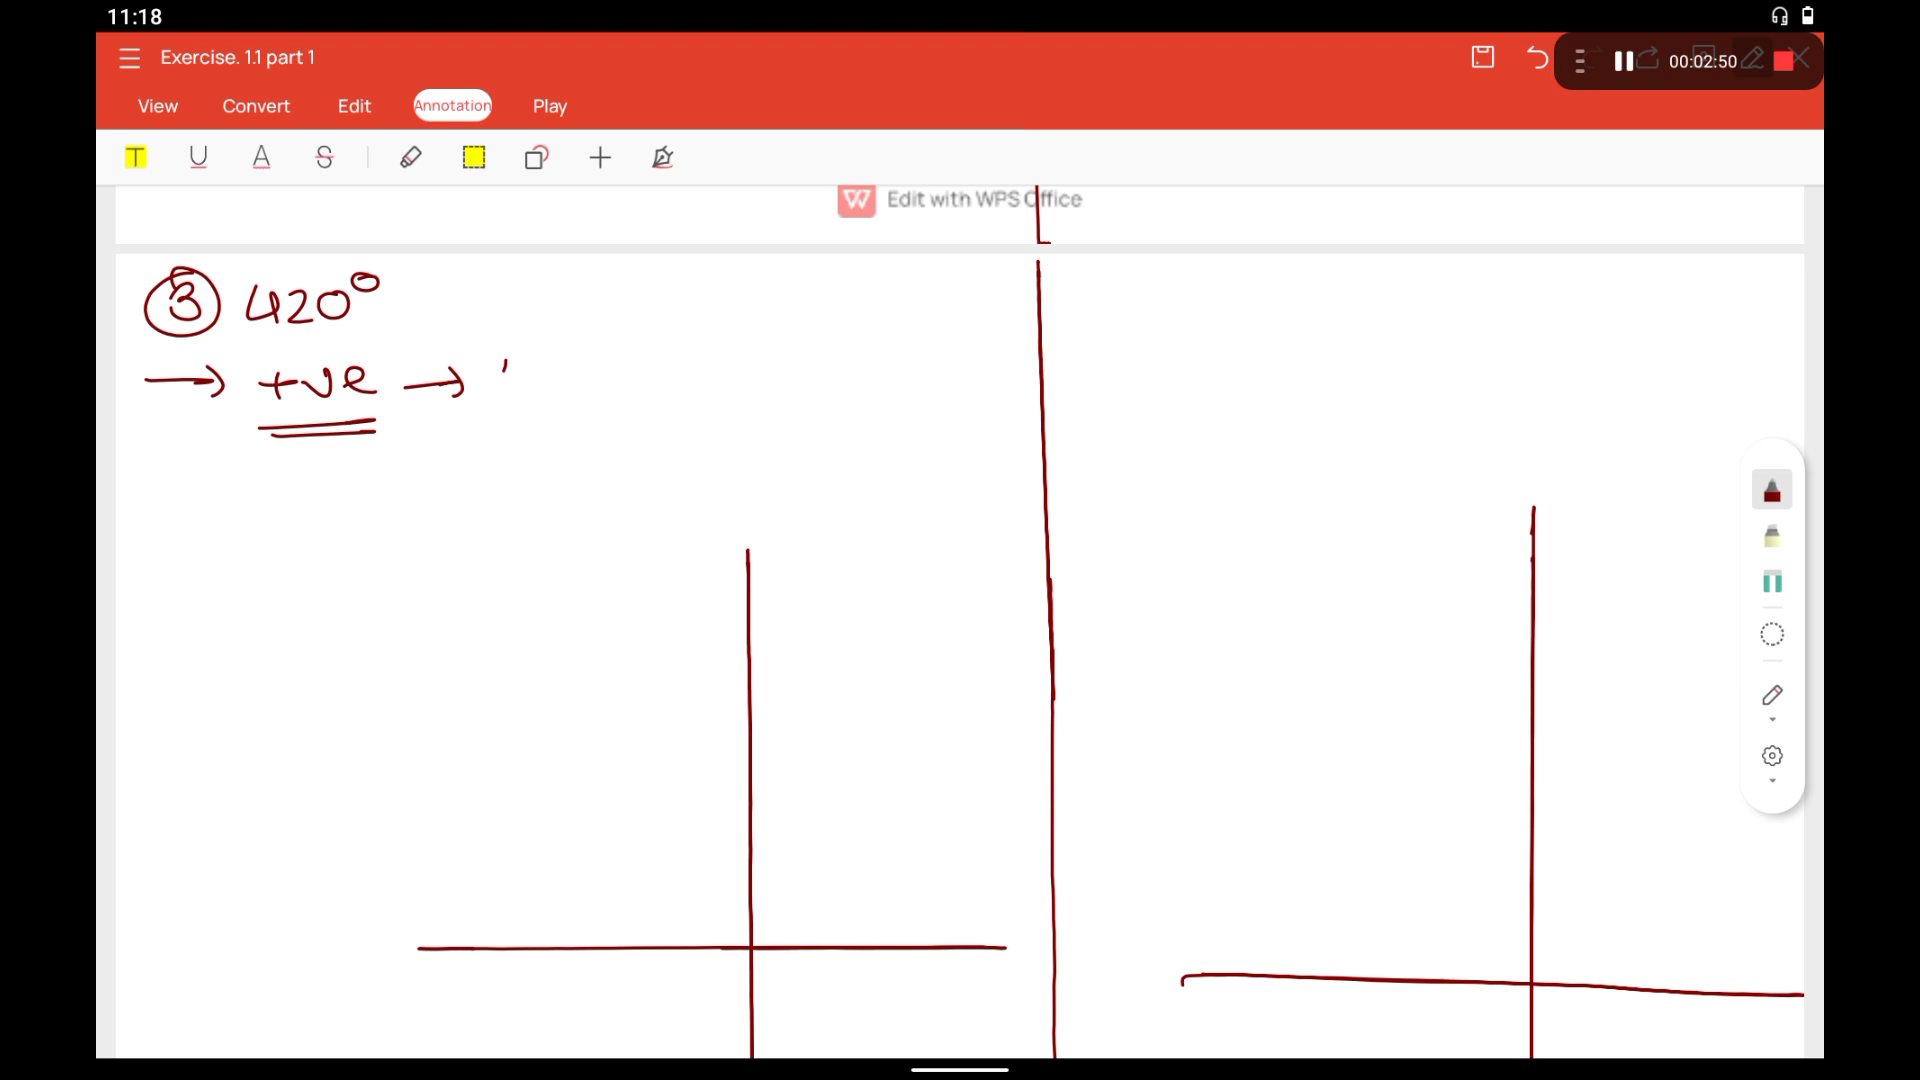 11:18
Exercise. 1.1 part 1
00:02:50
View Convert Edit Annotation Play
T U A S
Edit with WPS Office
3 420°
→ +ve →